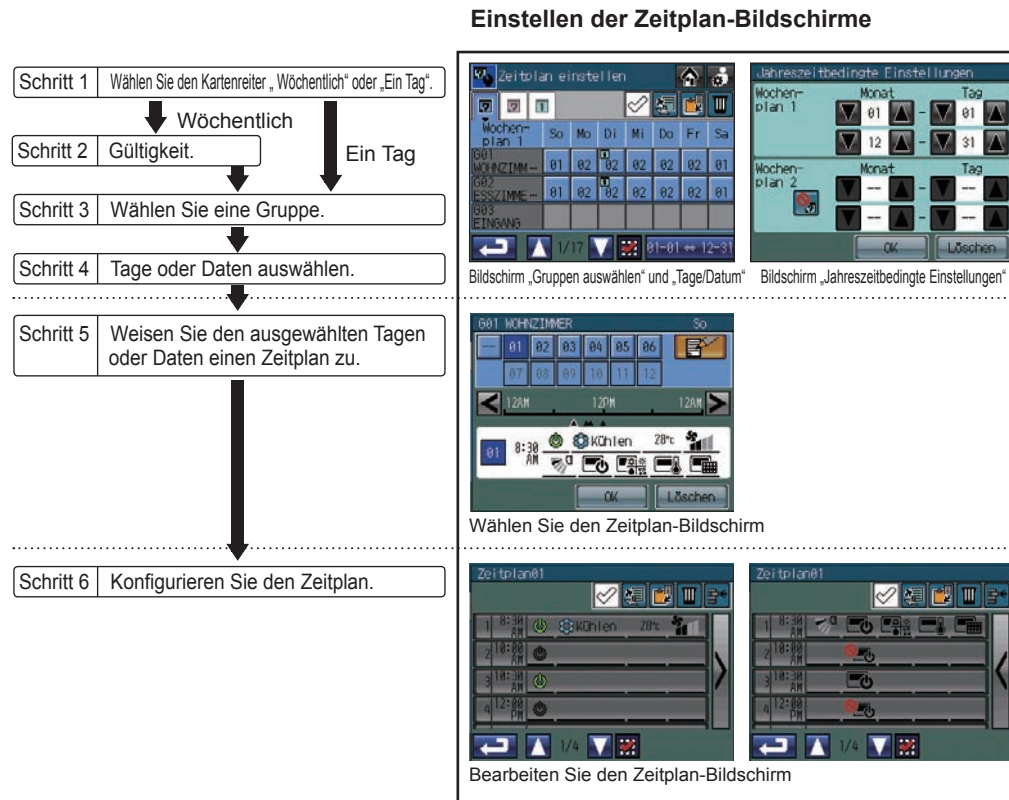 Einstellen der Zeitplan-Bildschirme
Schritt 1 Wählen Sie den Kartenreiter „ Wöchentlich“ oder „Ein Tag“.
Wöchentlich
Ein Tag
Schritt 2 Gültigkeit.
Schritt 3 Wählen Sie eine Gruppe.
Schritt 4 Tage oder Daten auswählen.
Zeitplan einstellen
Wochen-
plan 1 So Mo Di Mi Do Fr Sa
G01
WOHNZIMM– 01 02 02 02 02 02 01
G02
ESSZIMME– 01 02 02 02 02 02 01
G03
EINGANG
1/17 01-01 ⇔ 12-31
Bildschirm „Gruppen auswählen“ und „Tage/Datum“
Jahreszeitbedingte Einstellungen
Wochen- Monat Tag
plan 1 01 - 01
12 - 31
Wochen- Monat Tag
plan 2 -- - --
-- - --
OK Löschen
Bildschirm „Jahreszeitbedingte Einstellungen“
Schritt 5 Weisen Sie den ausgewählten Tagen
oder Daten einen Zeitplan zu.
G01 WOHNZIMMER So
-- 01 02 03 04 05 06
07 08 09 10 11 12
12AM 12PM 12AM
01 8:30 AM Kühlen 28°c
OK Löschen
Wählen Sie den Zeitplan-Bildschirm
Schritt 6 Konfigurieren Sie den Zeitplan.
Zeitplan01
1 8:30 AM Kühlen 28°c
2 10:00 AM
3 10:30 AM
4 12:00 PM
1/4
Zeitplan01
1 8:30 AM
2 10:00 AM
3 10:30 AM
4 12:00 PM
1/4
Bearbeiten Sie den Zeitplan-Bildschirm